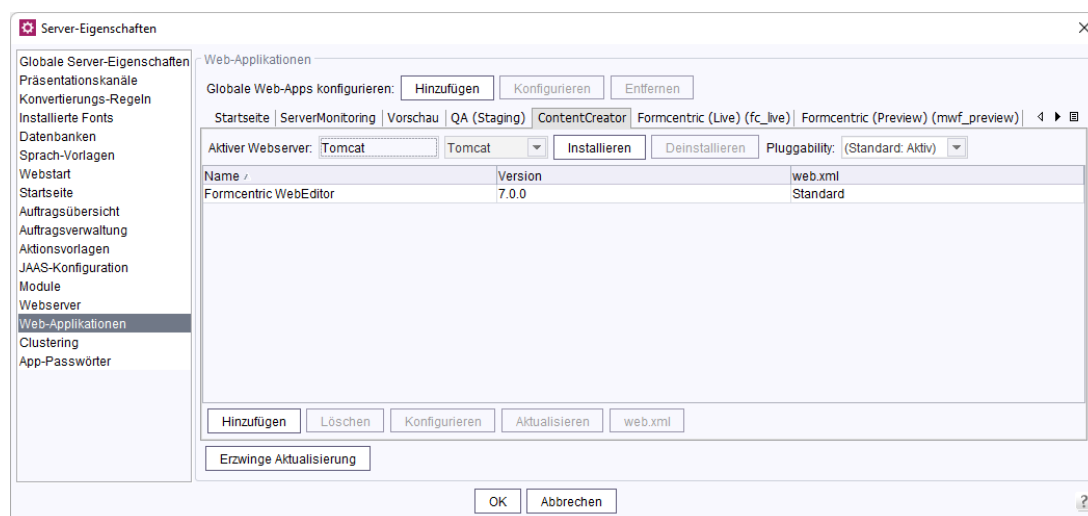 Server-Eigenschaften
Globale Server-Eigenschaften
Präsentationskanäle
Konvertierungs-Regeln
Installierte Fonts
Datenbanken
Sprach-Vorlagen
Webstart
Startseite
Auftragsübersicht
Auftragsverwaltung
Aktionsvorlagen
JAAS-Konfiguration
Module
Webserver
Web-Applikationen
Clustering
App-Passwörter
Web-Applikationen
Globale Web-Apps konfigurieren: Hinzufügen Konfigurieren Entfernen
Startseite ServerMonitoring Vorschau QA (Staging) ContentCreator Formcentric (Live) (fc_live) Formcentric (Preview) (mwf_preview)
Aktiver Webserver: Tomcat Tomcat Installieren Deinstallieren Pluggability: (Standard: Aktiv)
Name Version web.xml
Formcentric WebEditor 7.0.0 Standard
Hinzufügen Löschen Konfigurieren Aktualisieren web.xml
Erzwinge Aktualisierung
OK Abbrechen
?